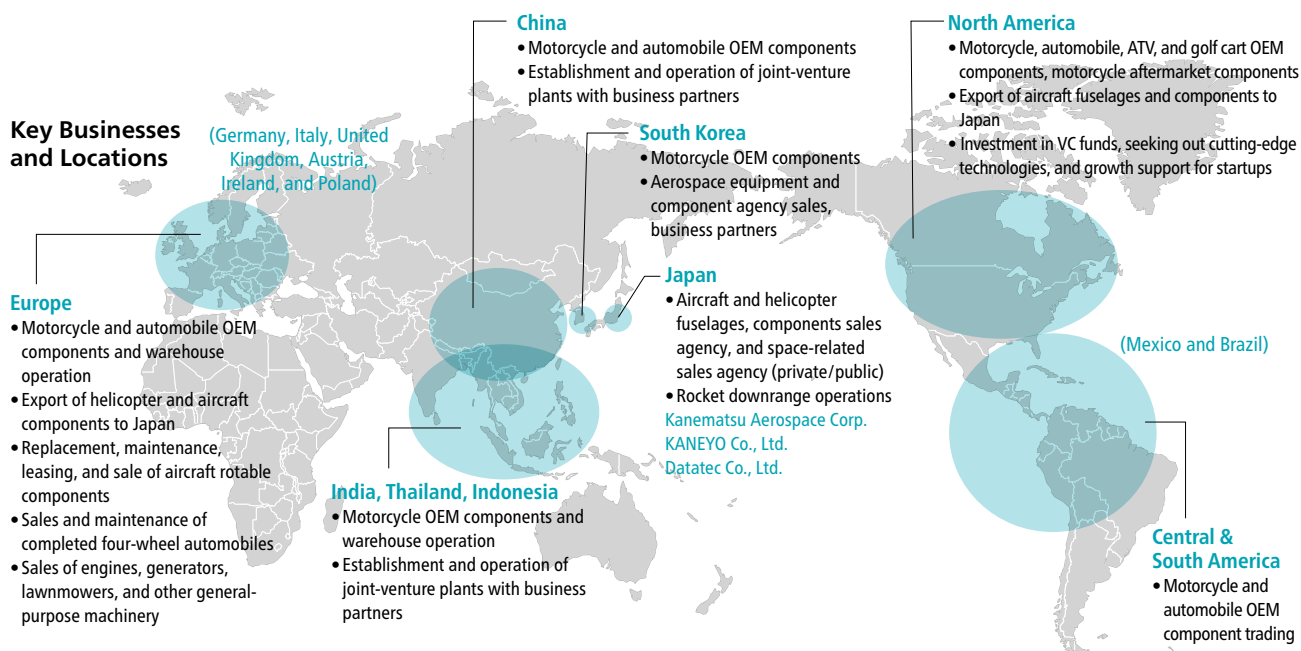 Key Businesses
and Locations
(Germany, Italy, United
Kingdom, Austria,
Ireland, and Poland)
Europe
• Motorcycle and automobile OEM
components and warehouse
operation
• Export of helicopter and aircraft
components to Japan
• Replacement, maintenance,
leasing, and sale of aircraft rotable
components
• Sales and maintenance of
completed four-wheel automobiles
• Sales of engines, generators,
lawnmowers, and other general-
purpose machinery
China
• Motorcycle and automobile OEM components
• Establishment and operation of joint-venture
plants with business partners
South Korea
• Motorcycle OEM components
• Aerospace equipment and
component agency sales,
business partners
Japan
• Aircraft and helicopter
fuselages, components sales
agency, and space-related
sales agency (private/public)
• Rocket downrange operations
Kanematsu Aerospace Corp.
KANEYO Co., Ltd.
Datatec Co., Ltd.
India, Thailand, Indonesia
• Motorcycle OEM components and
warehouse operation
• Establishment and operation of
joint-venture plants with business
partners
North America
• Motorcycle, automobile, ATV, and golf cart OEM
components, motorcycle aftermarket components
• Export of aircraft fuselages and components to
Japan
• Investment in VC funds, seeking out cutting-edge
technologies, and growth support for startups
(Mexico and Brazil)
Central &
South America
• Motorcycle and
automobile OEM
component trading